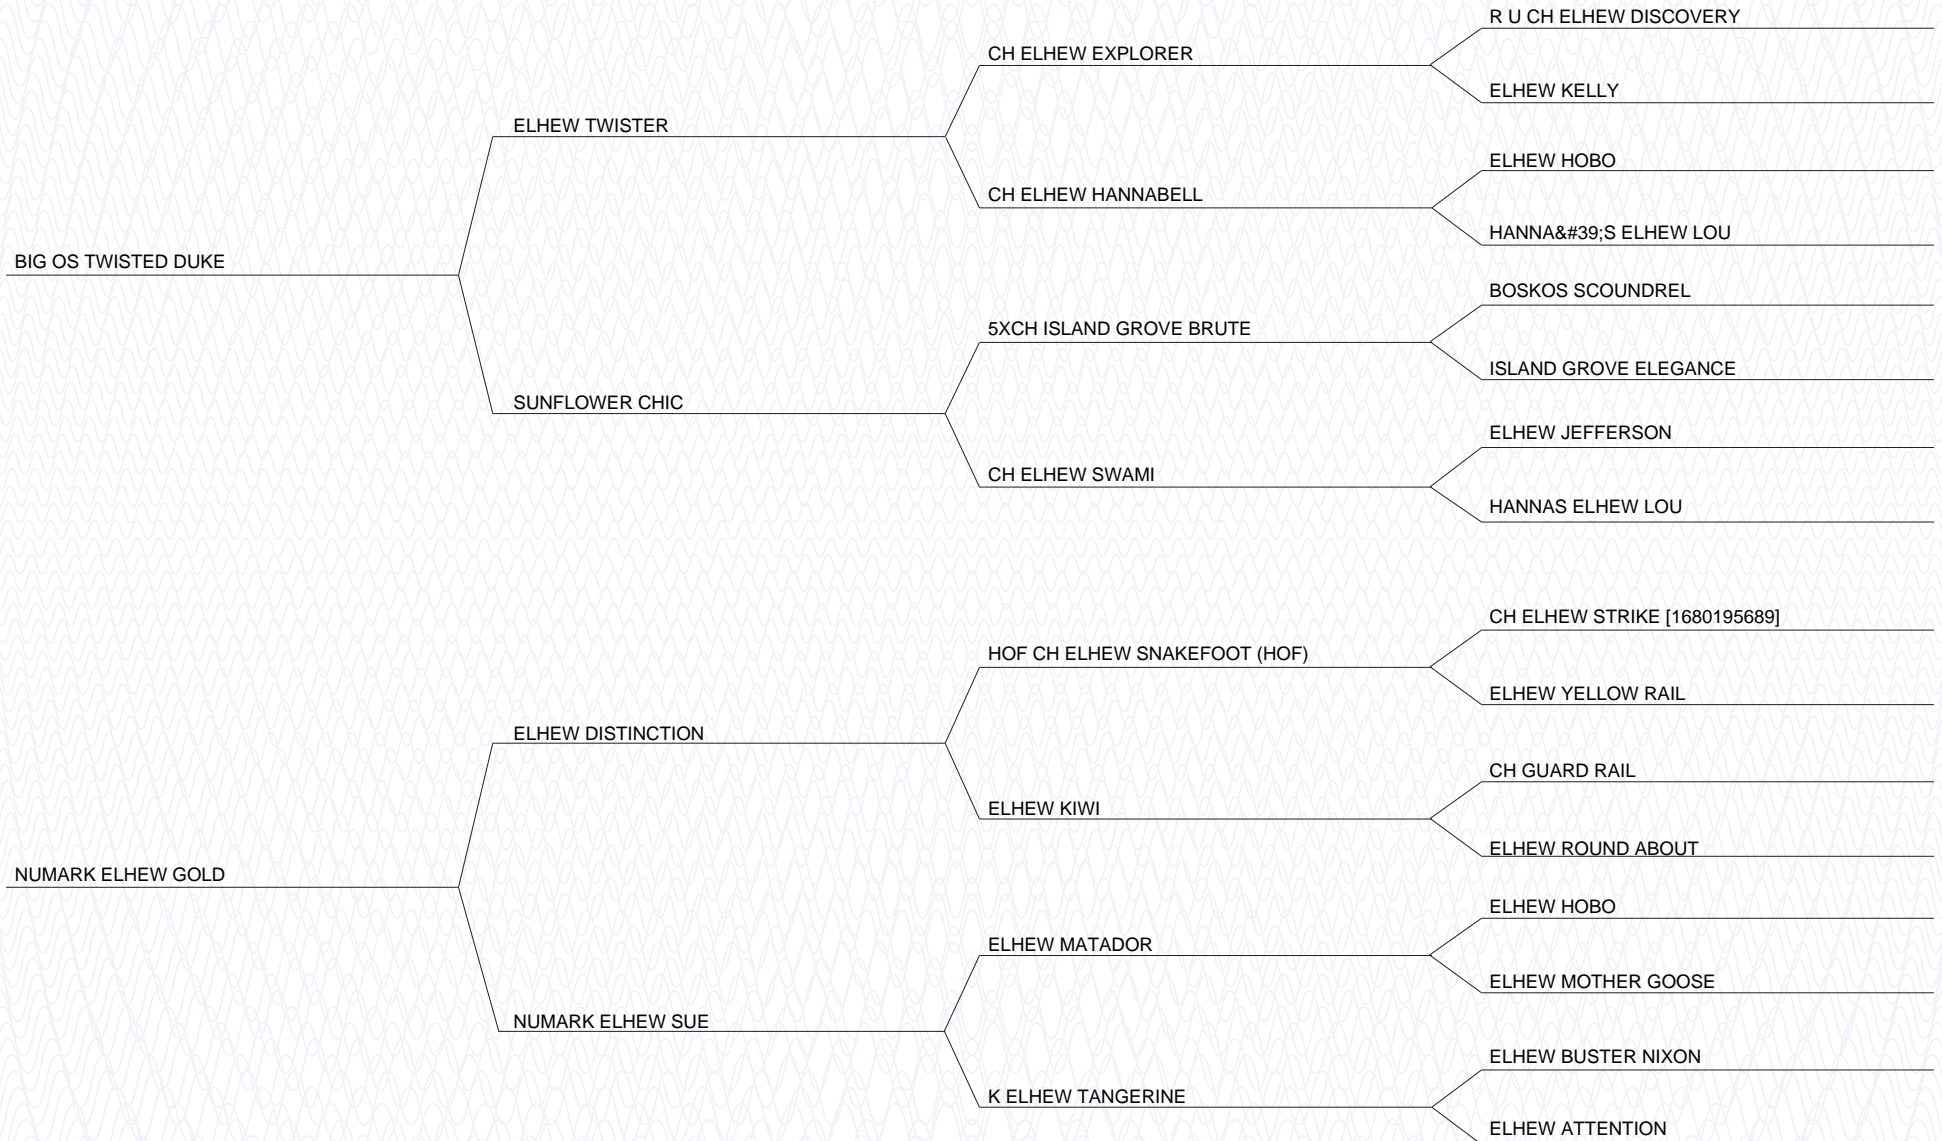 R U CH ELHEW DISCOVERY
CH ELHEW EXPLORER
ELHEW KELLY
ELHEW TWISTER
ELHEW HOBO
CH ELHEW HANNABELL
HANNA&#39;S ELHEW LOU
BIG OS TWISTED DUKE
BOSKOS SCOUNDREL
5XCH ISLAND GROVE BRUTE
ISLAND GROVE ELEGANCE
SUNFLOWER CHIC
ELHEW JEFFERSON
CH ELHEW SWAMI
HANNAS ELHEW LOU
CH ELHEW STRIKE [1680195689]
HOF CH ELHEW SNAKEFOOT (HOF)
ELHEW YELLOW RAIL
ELHEW DISTINCTION
CH GUARD RAIL
ELHEW KIWI
ELHEW ROUND ABOUT
NUMARK ELHEW GOLD
ELHEW HOBO
ELHEW MATADOR
ELHEW MOTHER GOOSE
NUMARK ELHEW SUE
ELHEW BUSTER NIXON
K ELHEW TANGERINE
ELHEW ATTENTION